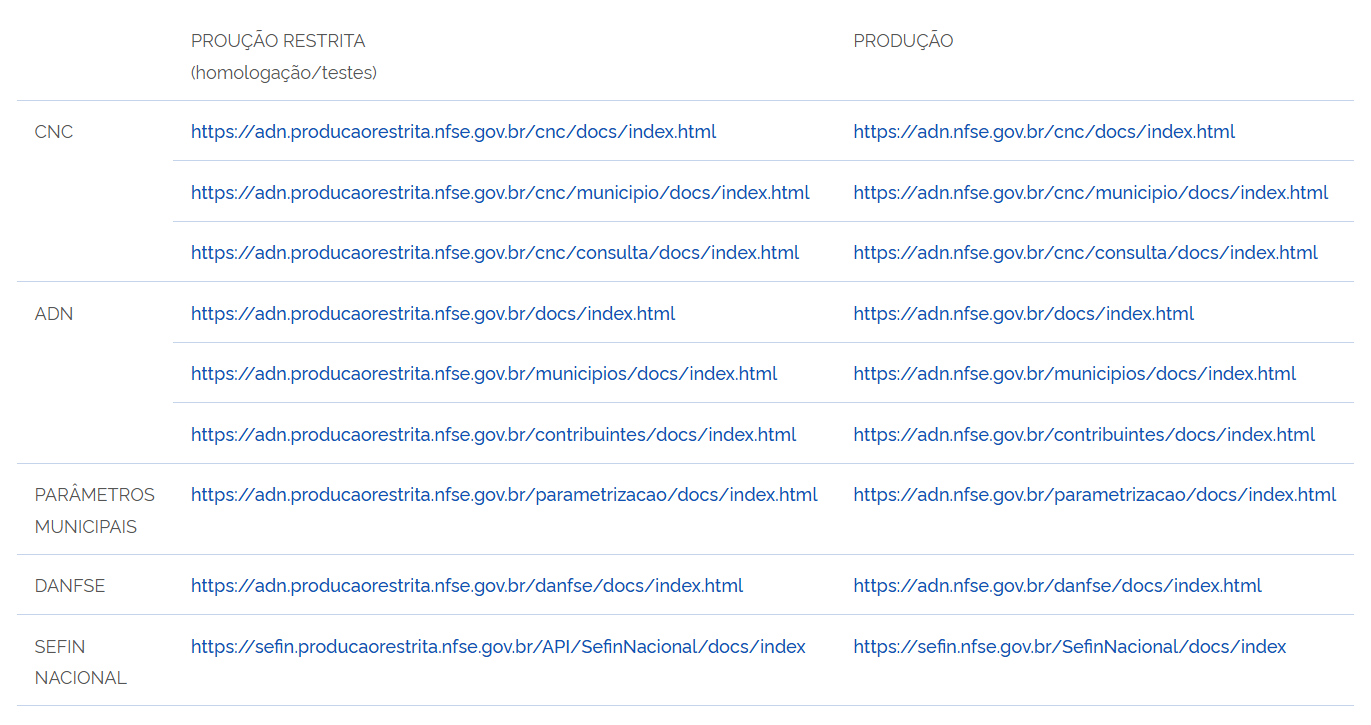 PROUÇÃO RESTRITA
(homologação/testes)
PRODUÇÃO
CNC
https://adn.producaorestrita.nfse.gov.br/cnc/docs/index.html
https://adn.nfse.gov.br/cnc/docs/index.html
https://adn.producaorestrita.nfse.gov.br/cnc/municipio/docs/index.html
https://adn.nfse.gov.br/cnc/municipio/docs/index.html
https://adn.producaorestrita.nfse.gov.br/cnc/consulta/docs/index.html
https://adn.nfse.gov.br/cnc/consulta/docs/index.html
ADN
https://adn.producaorestrita.nfse.gov.br/docs/index.html
https://adn.nfse.gov.br/docs/index.html
https://adn.producaorestrita.nfse.gov.br/municipios/docs/index.html
https://adn.nfse.gov.br/municipios/docs/index.html
https://adn.producaorestrita.nfse.gov.br/contribuintes/docs/index.html
https://adn.nfse.gov.br/contribuintes/docs/index.html
PARÂMETROS
MUNICIPAIS
https://adn.producaorestrita.nfse.gov.br/parametrizacao/docs/index.html
https://adn.nfse.gov.br/parametrizacao/docs/index.html
DANFSE
https://adn.producaorestrita.nfse.gov.br/danfse/docs/index.html
https://adn.nfse.gov.br/danfse/docs/index.html
SEFIN
NACIONAL
https://sefin.producaorestrita.nfse.gov.br/API/SefinNacional/docs/index
https://sefin.nfse.gov.br/SefinNacional/docs/index